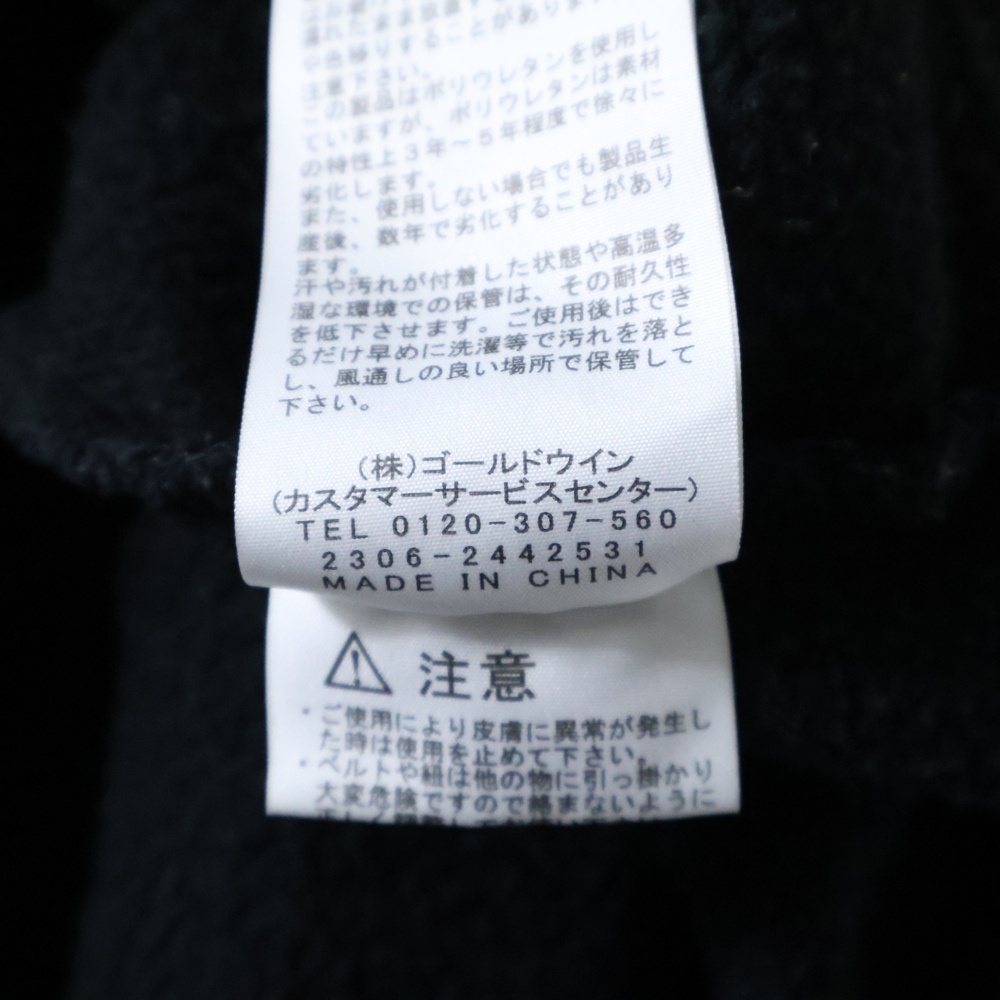 濡れたまま放置す
や色移りすることがありま
注意下さい。
この製品はポリウレタンを使用し
ていますが、ポリウレタンは素材
の特性上3年～5年程度で徐々に
劣化します。
また、使用しない場合でも製品生
産後、数年で劣化することがあり
ます。
汗や汚れが付着した状態や高温多
湿な環境での保管は、その耐久性
を低下させます。ご使用後はでき
るだけ早めに洗濯等で汚れを落と
し、風通しの良い場所で保管して
下さい。
(株)ゴールドウイン
(カスタマーサービスセンター)
TEL 0120-307-560
2306-2442531
MADE IN CHINA
注意
・ご使用により皮膚に異常が発生し
た時は使用を止めて下さい。
・ベルトや紐は他の物に引っ掛かり
大変危険ですので絡まないように